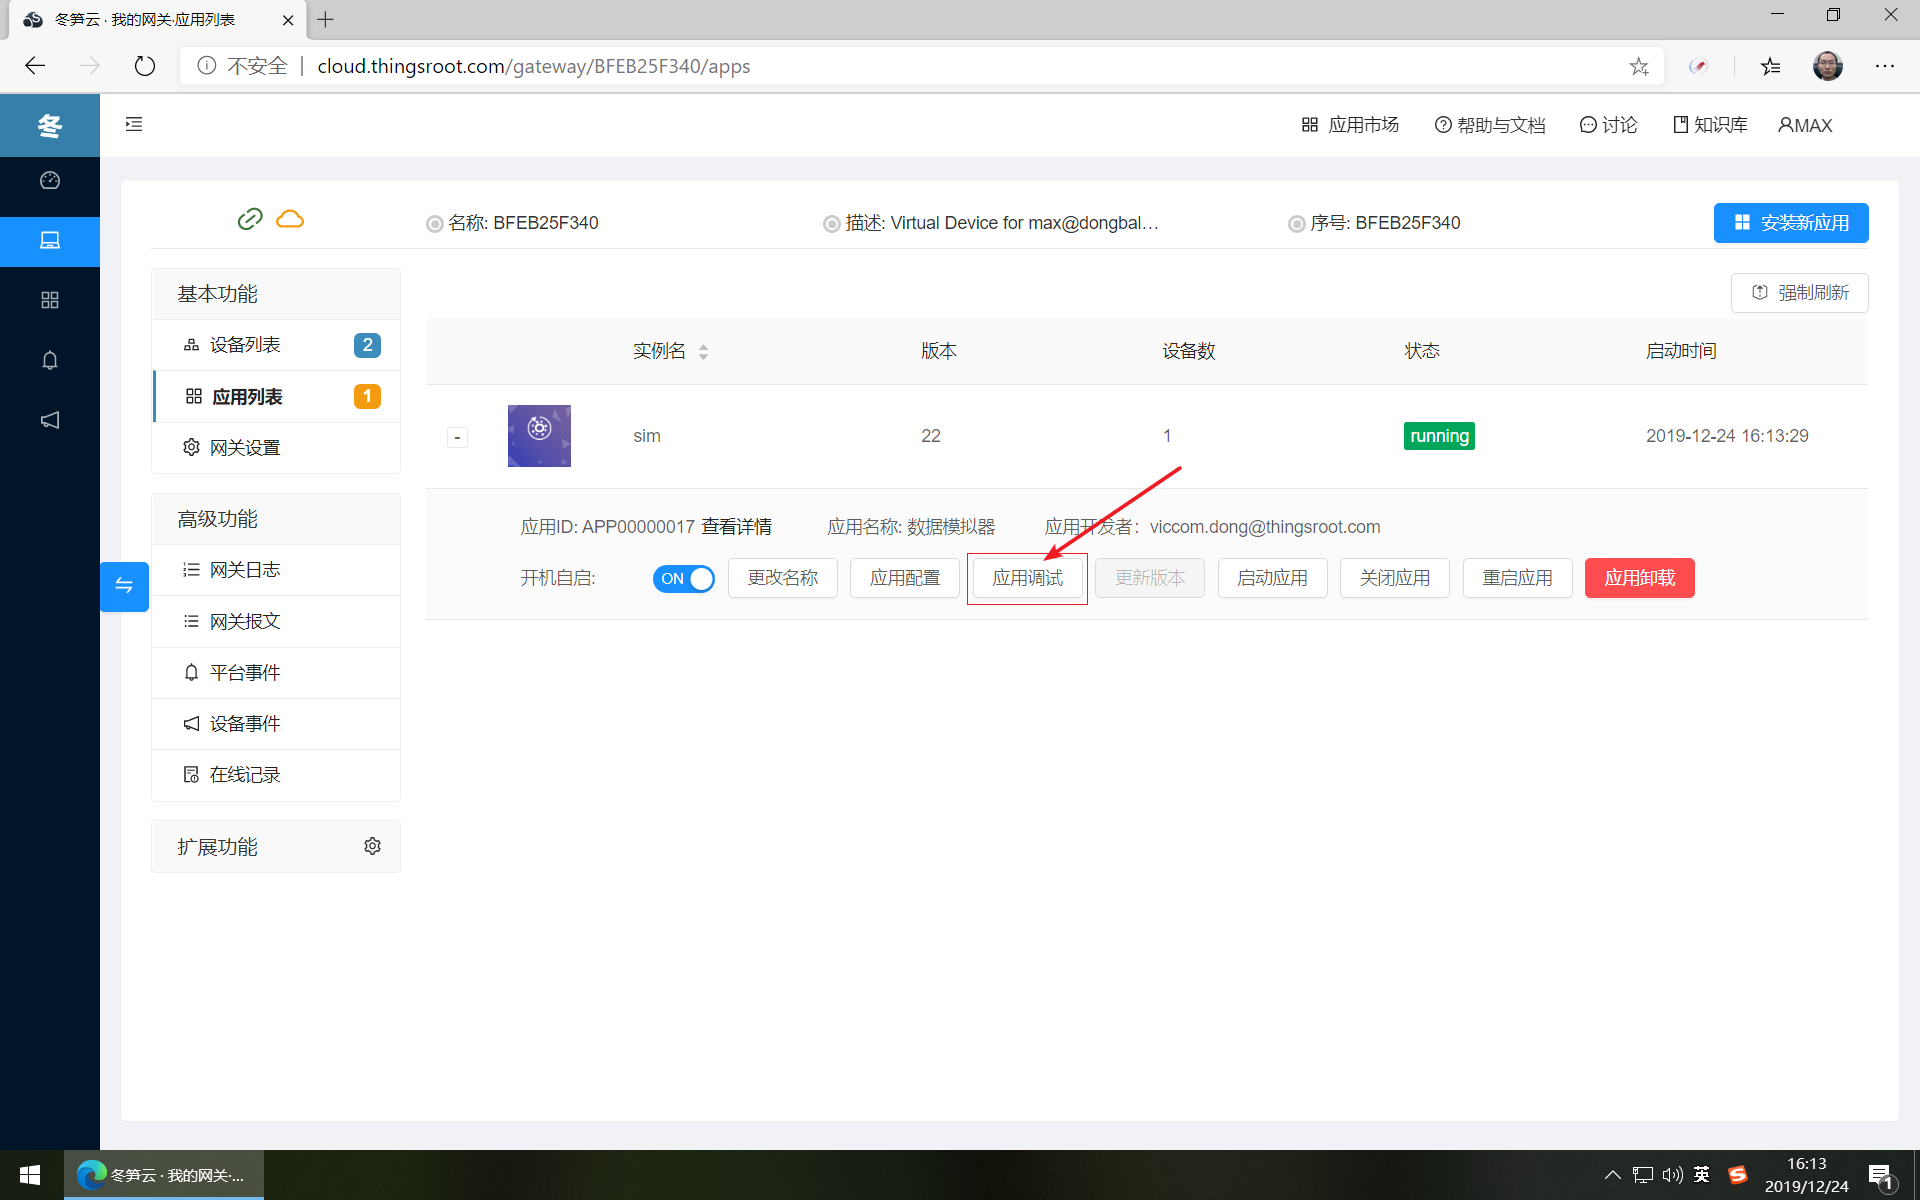 冬笋云 · 我的网关·应用列表
不安全 | cloud.thingsroot.com/gateway/BFEB25F340/apps
冬
应用市场 帮助与文档 讨论 知识库 MAX
名称: BFEB25F340 描述: Virtual Device for max@dongbal... 序号: BFEB25F340 安装新应用
强制刷新
基本功能
设备列表 2
应用列表 1
网关设置
高级功能
网关日志
网关报文
平台事件
设备事件
在线记录
扩展功能
实例名 版本 设备数 状态 启动时间
- sim 22 1 running 2019-12-24 16:13:29
应用ID: APP00000017 查看详情 应用名称: 数据模拟器 应用开发者: viccom.dong@thingsroot.com
开机自启: ON 更改名称 应用配置 应用调试 更新版本 启动应用 关闭应用 重启应用 应用卸载
冬笋云 · 我的网关·...
英 16:13
2019/12/24 1